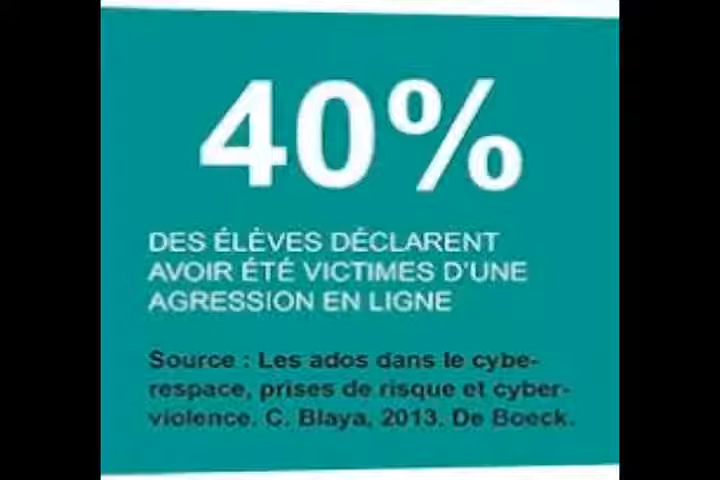 40%
DES ÉLÈVES DÉCLARENT
AVOIR ÉTÉ VICTIMES D'UNE
AGRESSION EN LIGNE
Source : Les ados dans le cybe-
respace, prises de risque et cyber-
violence. C. Blaya, 2013. De Boeck.